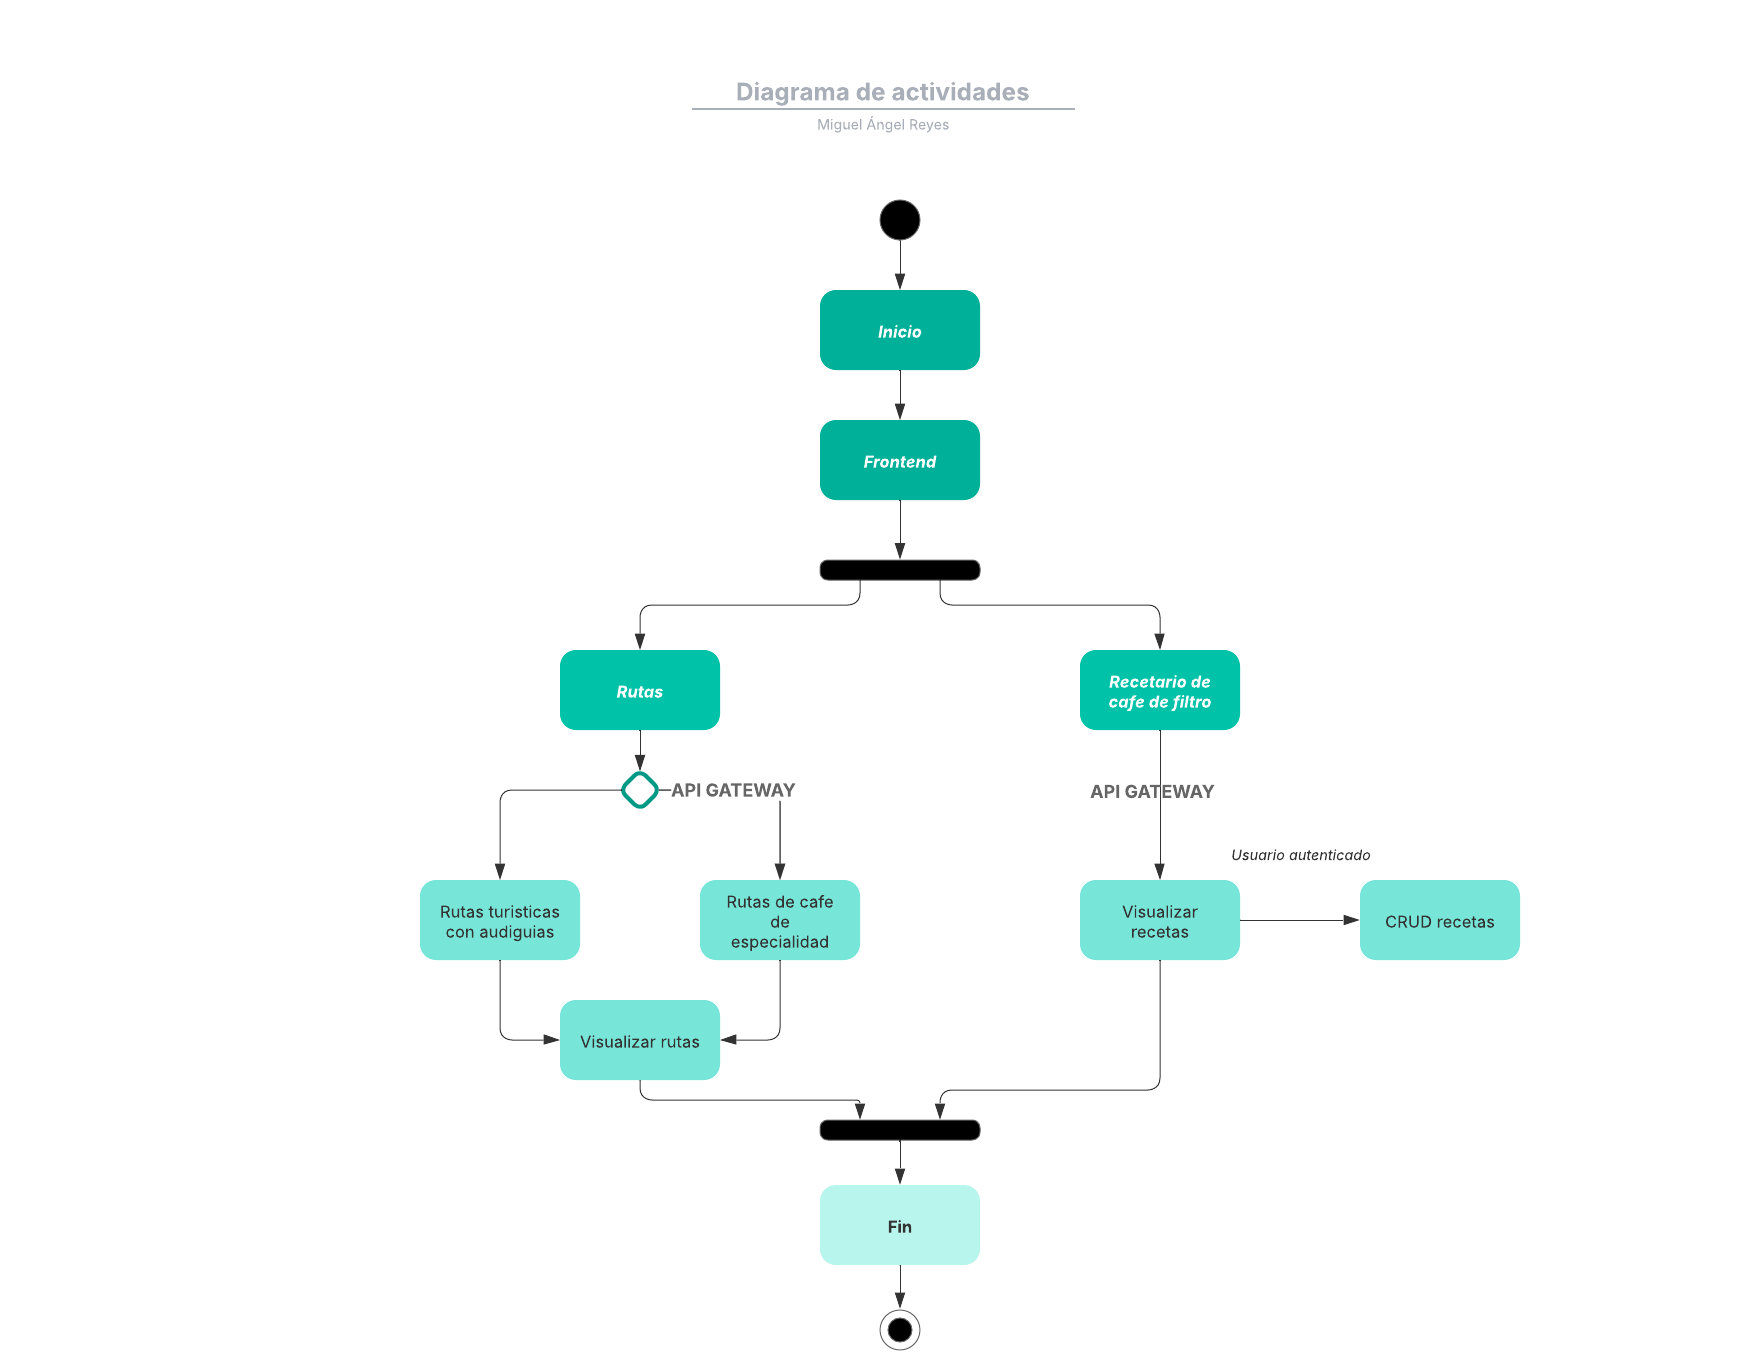 Diagrama de actividades
Miguel Ángel Reyes
Inicio
Frontend
Rutas
Recetario de
cafe de filtro
API GATEWAY
API GATEWAY
Usuario autenticado
Rutas turisticas
con audiguias
Rutas de cafe
de
especialidad
Visualizar
recetas
CRUD recetas
Visualizar rutas
Fin